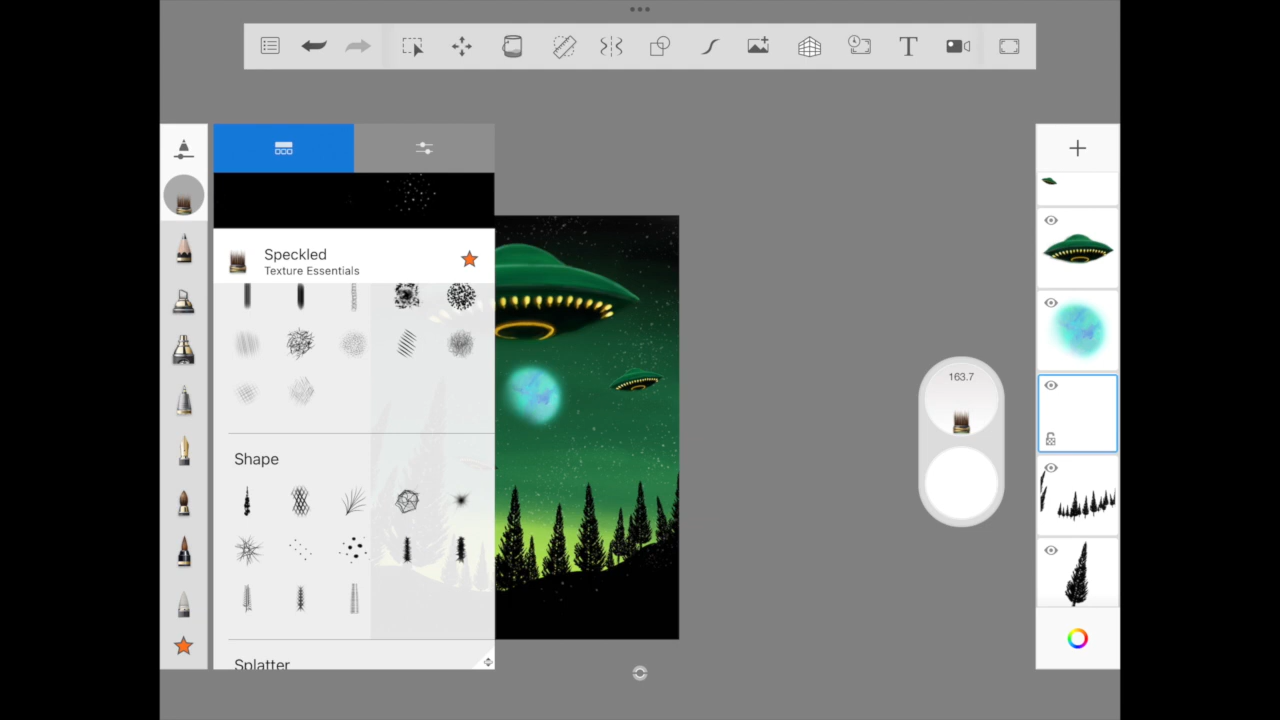 T
Speckled
Texture Essentials
163.7
Shape
Splatter